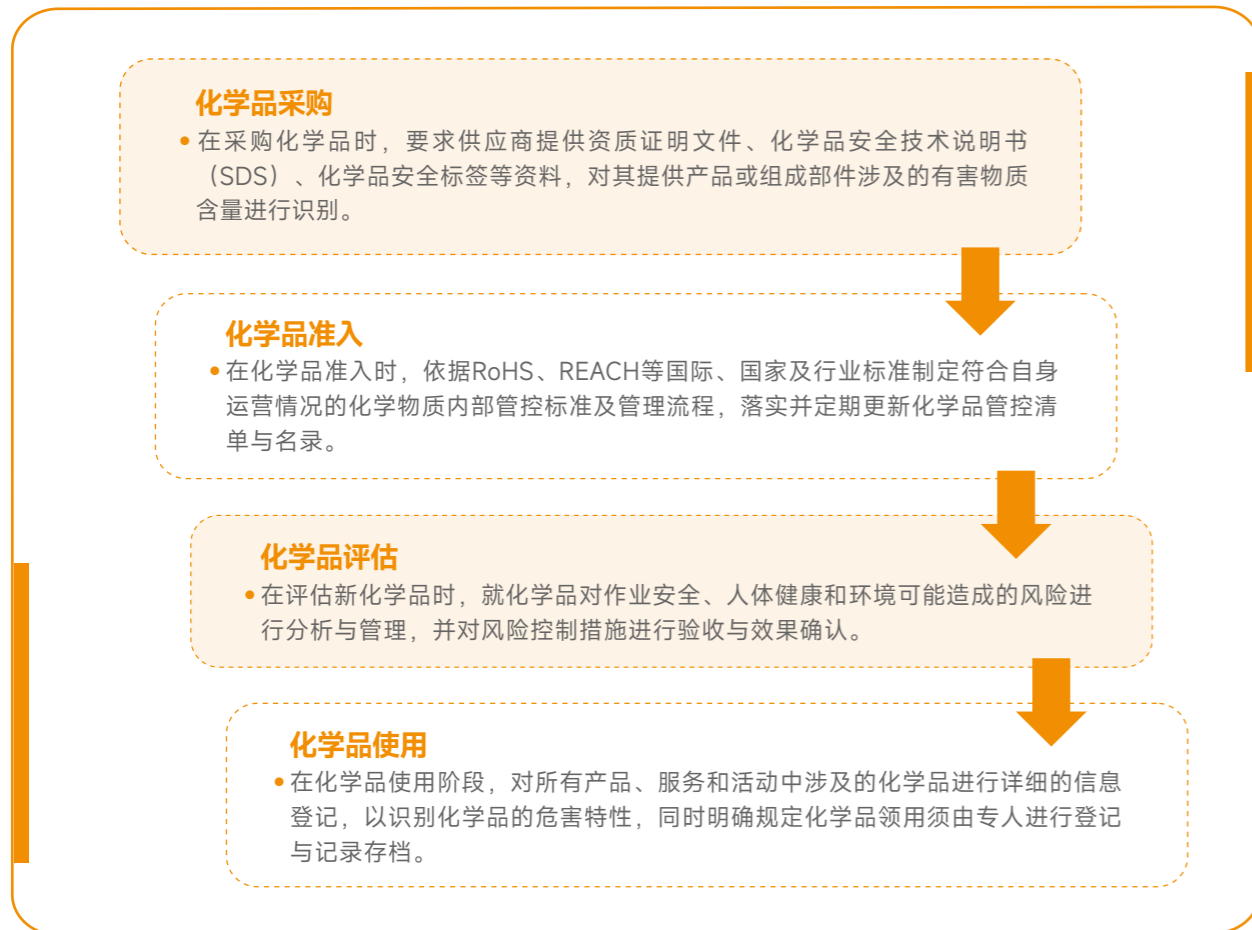 化学品采购
• 在采购化学品时，要求供应商提供资质证明文件、化学品安全技术说明书
（SDS）、化学品安全标签等资料，对其提供产品或组成部件涉及的有害物质
含量进行识别。
化学品准入
• 在化学品准入时，依据RoHS、REACH等国际、国家及行业标准制定符合自身
运营情况的化学物质内部管控标准及管理流程，落实并定期更新化学品管控清
单与名录。
化学品评估
• 在评估新化学品时，就化学品对作业安全、人体健康和环境可能造成的风险进
行分析与管理，并对风险控制措施进行验收与效果确认。
化学品使用
• 在化学品使用阶段，对所有产品、服务和活动中涉及的化学品进行详细的信息
登记，以识别化学品的危害特性，同时明确规定化学品领用须由专人进行登记
与记录存档。